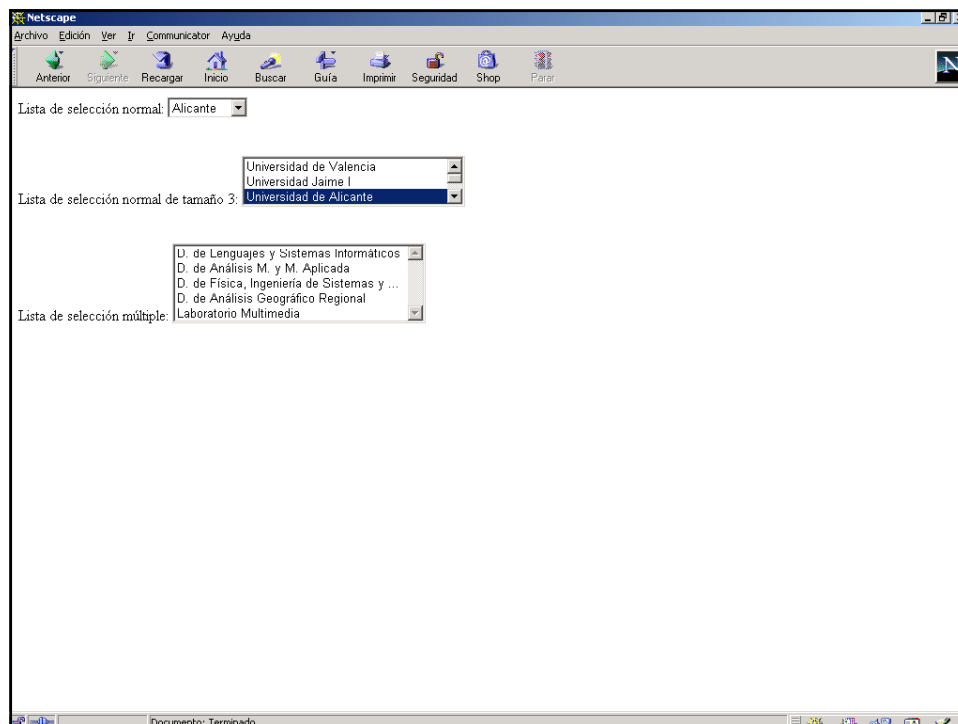 Netscape
Archivo Edición Ver Ir Communicator Ayuda
Anterior Siguiente Recargar Inicio Buscar Guía Imprimir Seguridad Shop Parar
N
Lista de selección normal: Alicante
Universidad de Valencia
Universidad Jaime I
Lista de selección normal de tamaño 3: Universidad de Alicante
D. de Lenguajes y Sistemas Informáticos
D. de Análisis M. y M. Aplicada
D. de Física, Ingeniería de Sistemas y ...
D. de Análisis Geográfico Regional
Lista de selección múltiple: Laboratorio Multimedia
Documento: Terminado